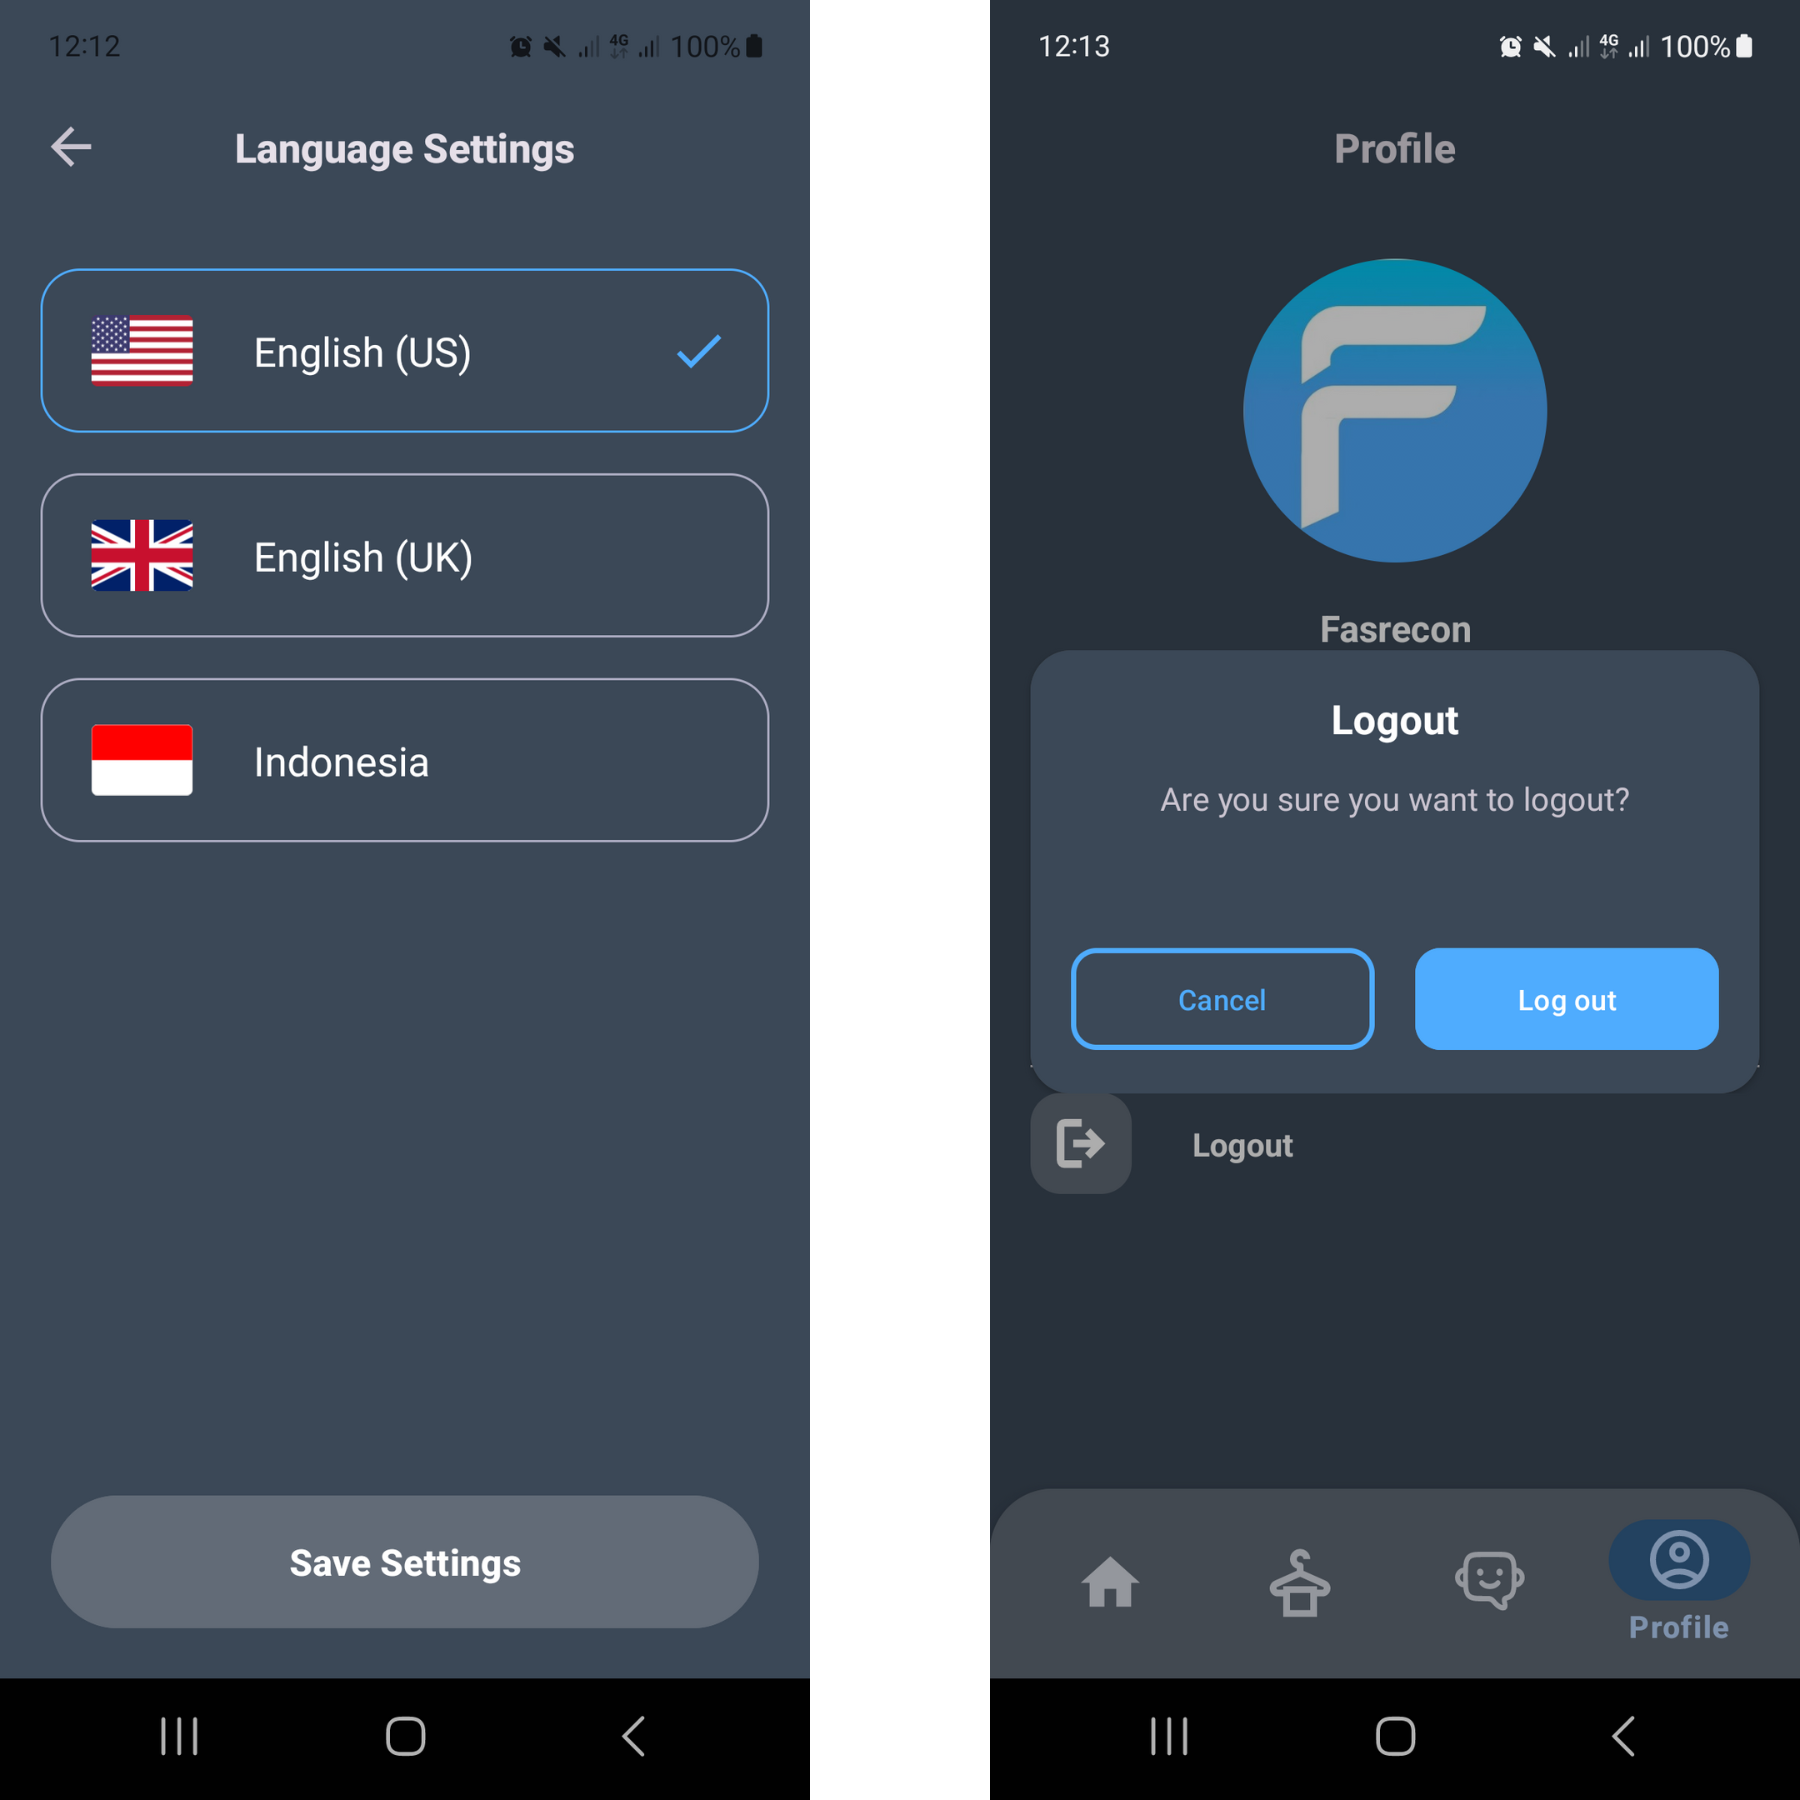 12:12
4G
100%
Language Settings
English (US)
English (UK)
Indonesia
Save Settings
12:13
4G
100%
Profile
Fasrecon
Logout
Are you sure you want to logout?
Cancel
Log out
Logout
Profile